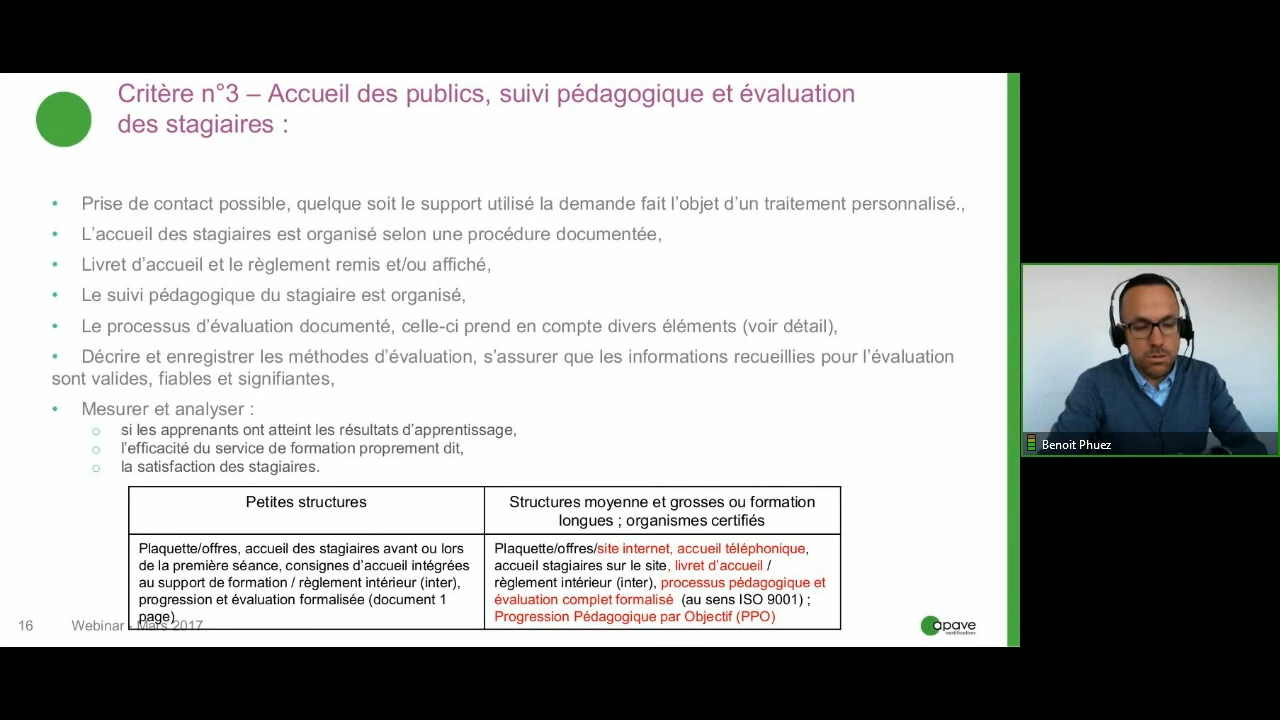 Critère n°3 – Accueil des publics, suivi pédagogique et évaluation
des stagiaires :
• Prise de contact possible, quelque soit le support utilisé la demande fait l’objet d’un traitement personnalisé.,
• L’accueil des stagiaires est organisé selon une procédure documentée,
• Livret d’accueil et le règlement remis et/ou affiché,
• Le suivi pédagogique du stagiaire est organisé,
• Le processus d’évaluation documenté, celle-ci prend en compte divers éléments (voir détail),
• Décrire et enregistrer les méthodes d’évaluation, s’assurer que les informations recueillies pour l’évaluation
sont valides, fiables et signifiantes,
• Mesurer et analyser :
o si les apprenants ont atteint les résultats d’apprentissage,
o l’efficacité du service de formation proprement dit,
o la satisfaction des stagiaires.
Petites structures
Structures moyenne et grosses ou formation
longues ; organismes certifiés
Plaquette/offres, accueil des stagiaires avant ou lors
de la première séance, consignes d’accueil intégrées
au support de formation / règlement intérieur (inter),
progression et évaluation formalisée (document 1
page)
Plaquette/offres/site internet, accueil téléphonique,
accueil stagiaires sur le site, livret d’accueil /
règlement intérieur (inter), processus pédagogique et
évaluation complet formalisé (au sens ISO 9001) ;
Progression Pédagogique par Objectif (PPO)
16
Webinar - Mars 2017
apave
certification
Benoit Phuez